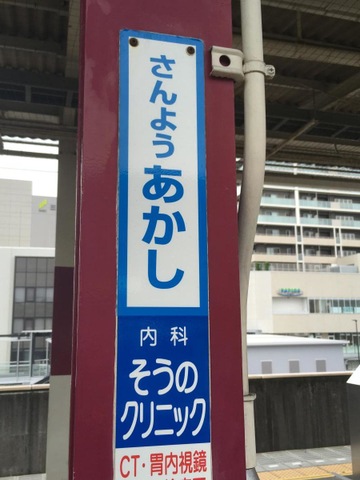 さんようあかし
内科
そうの
クリニック
CT・胃内視鏡